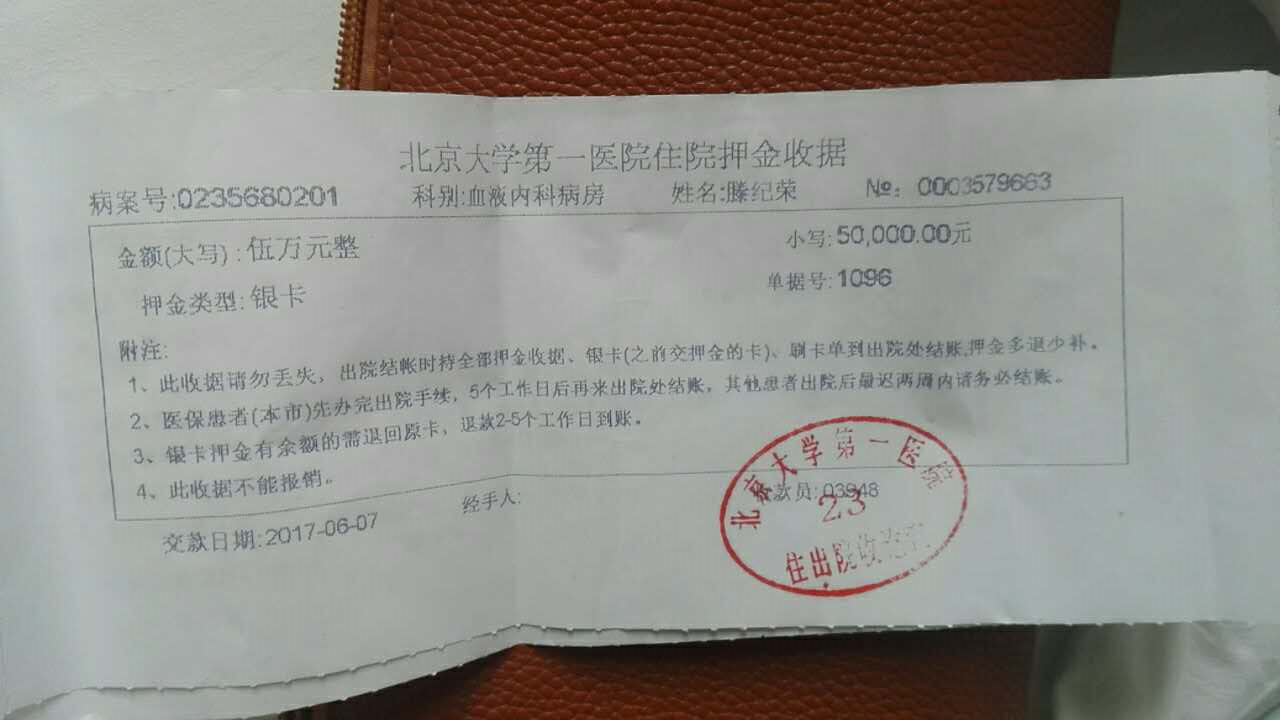 北京大学第一医院住院押金收据
病案号:0235680201 科别:血液内科病房 姓名:滕纪荣 №: 0003579663
金额(大写) : 伍万元整 小写: 50,000.00元
押金类型: 银卡 单据号: 1096
附注:
1、此收据请勿丢失，出院结帐时持全部押金收据、银卡(之前交押金的卡)、刷卡单到出院处结账,押金多退少补。
2、医保患者(本市)先办完出院手续，5个工作日后再来出院处结账，其他患者出院后最迟两周内请务必结账。
3、银卡押金有余额的需退回原卡，退款2-5个工作日到账。
4、此收据不能报销。
交款日期: 2017-06-07 经手人: 款员: 03948
北京大学第一医院
23
住出院收